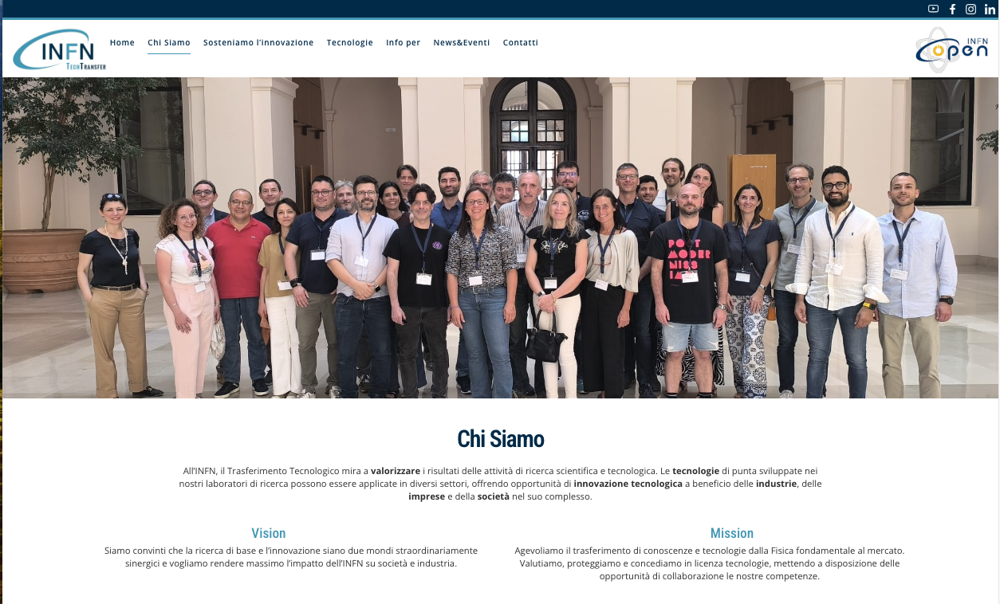 INFN
TechTransfer
Home Chi Siamo Sosteniamo l'innovazione Tecnologie Info per News&Eventi Contatti
INFN
open
POST
MODER
NISS
Chi Siamo
All'INFN, il Trasferimento Tecnologico mira a valorizzare i risultati delle attività di ricerca scientifica e tecnologica. Le tecnologie di punta sviluppate nei
nostri laboratori di ricerca possono essere applicate in diversi settori, offrendo opportunità di innovazione tecnologica a beneficio delle industrie, delle
imprese e della società nel suo complesso.
Vision
Siamo convinti che la ricerca di base e l'innovazione siano due mondi straordinariamente
sinergici e vogliamo rendere massimo l'impatto dell'INFN su società e industria.
Mission
Agevoliamo il trasferimento di conoscenze e tecnologie dalla Fisica fondamentale al mercato.
Valutiamo, proteggiamo e concediamo in licenza tecnologie, mettendo a disposizione delle
opportunità di collaborazione le nostre competenze.